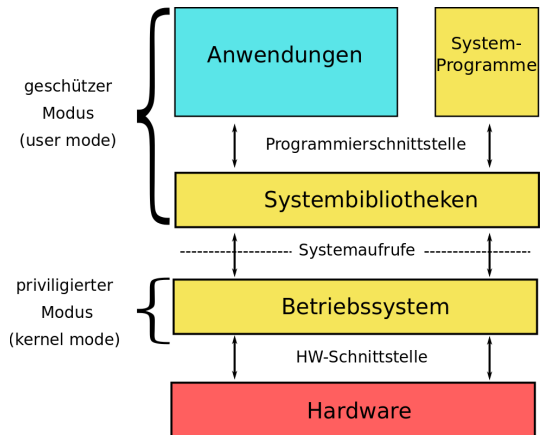 Anwendungen
System-
Programme
geschützer
Modus
(user mode)
Programmierschnittstelle
Systembibliotheken
Systemaufrufe
priviligierter
Modus
(kernel mode)
Betriebssystem
HW-Schnittstelle
Hardware